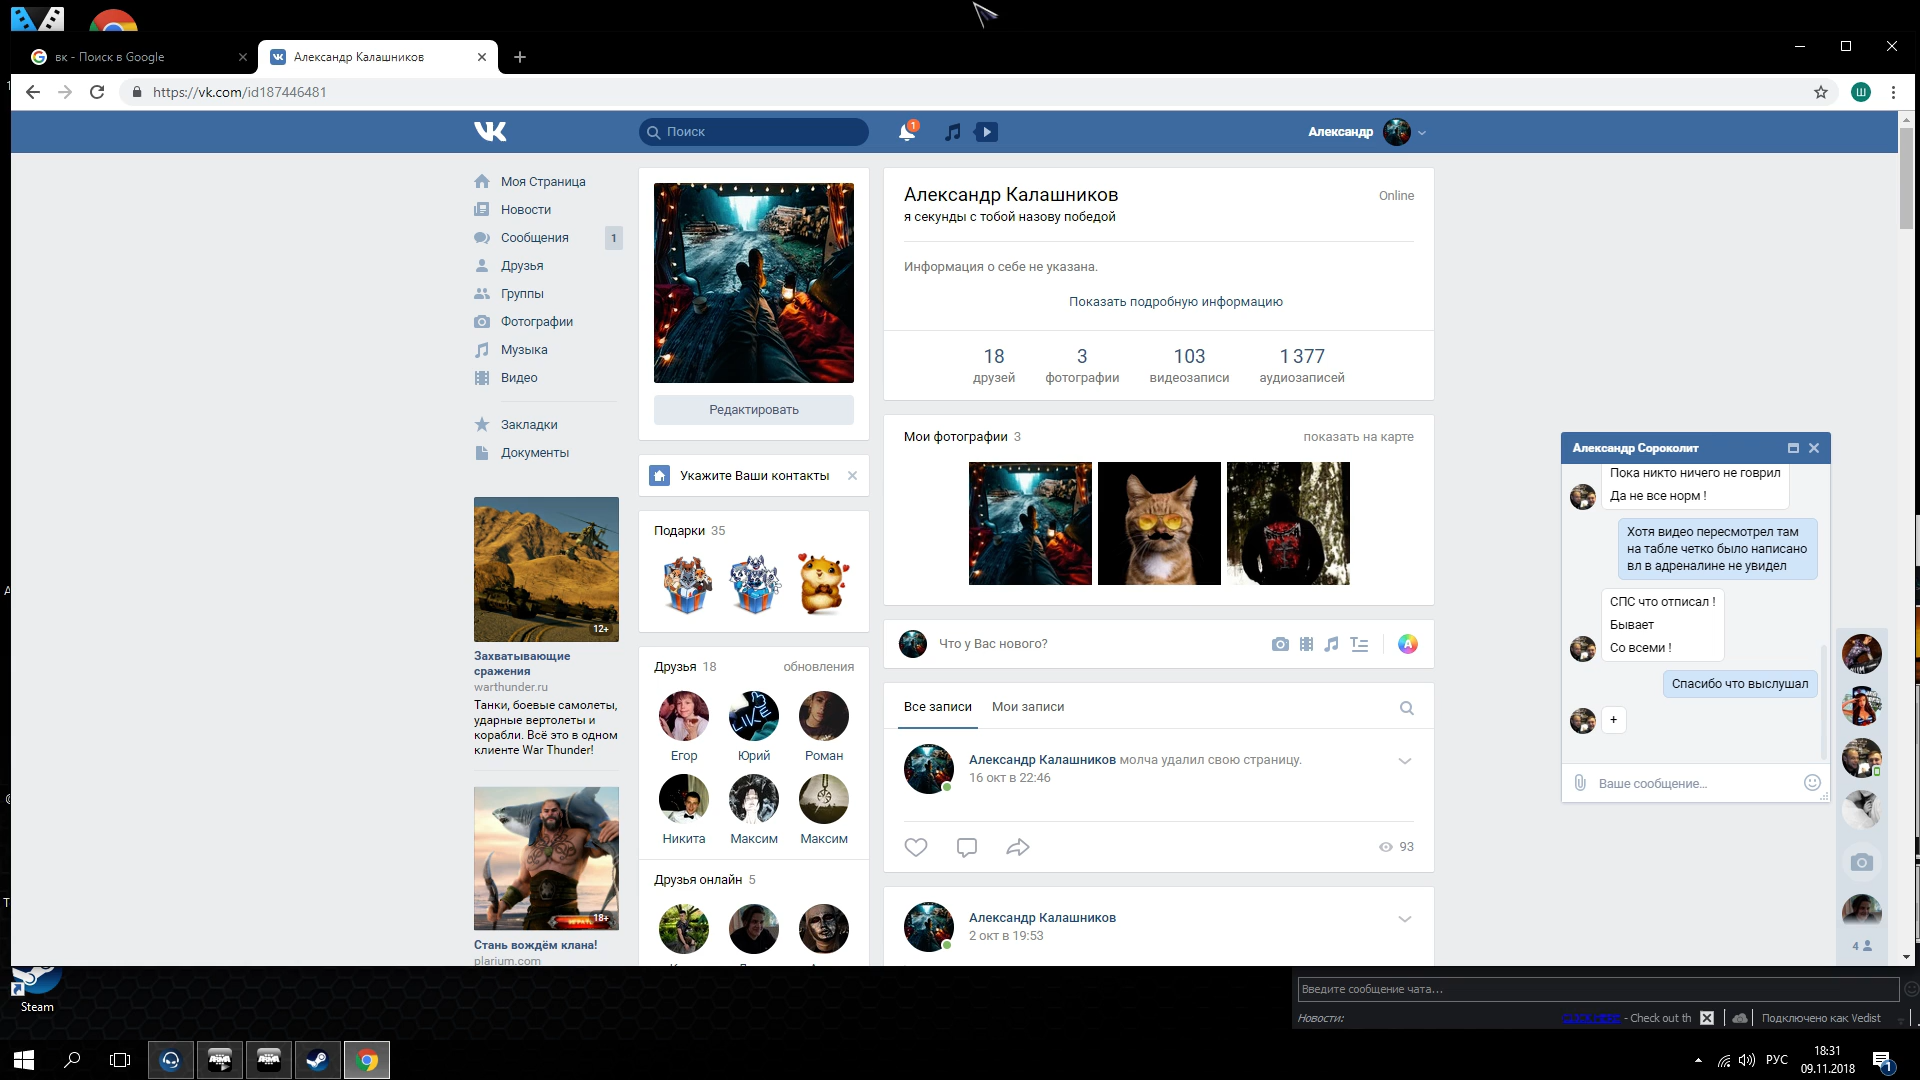 вк - Поиск в Google
Александр Калашников
https://vk.com/id187446481
Ш
Поиск
1
Александр
Моя Страница
Новости
Сообщения
1
Друзья
Группы
Фотографии
Музыка
Видео
Закладки
Документы
12+
Захватывающие
сражения
warthunder.ru
Танки, боевые самолеты,
ударные вертолеты и
корабли. Всё это в одном
клиенте War Thunder!
18+
Стань вождём клана!
plarium.com
Редактировать
Укажите Ваши контакты
Подарки 35
Друзья 18
обновления
Егор
Юрий
Роман
Никита
Максим
Максим
Друзья онлайн 5
Александр Калашников
Online
я секунды с тобой назову победой
Информация о себе не указана.
Показать подробную информацию
18
друзей
3
фотографии
103
видеозаписи
1 377
аудиозаписей
Мои фотографии 3
показать на карте
Что у Вас нового?
Все записи
Мои записи
Александр Калашников молча удалил свою страницу.
16 окт в 22:46
93
Александр Калашников
2 окт в 19:53
Александр Сороколит
Пока никто ничего не говрил
Да не все норм !
Хотя видео пересмотрел там
на табле четко было написано
вл в адреналине не увидел
СПС что отписал !
Бывает
Со всеми !
Спасибо что выслушал
+
Ваше сообщение...
4
Steam
Введите сообщение чата...
Новости:
- Check out th
Подключено как Vedist
РУС
18:31
09.11.2018
1